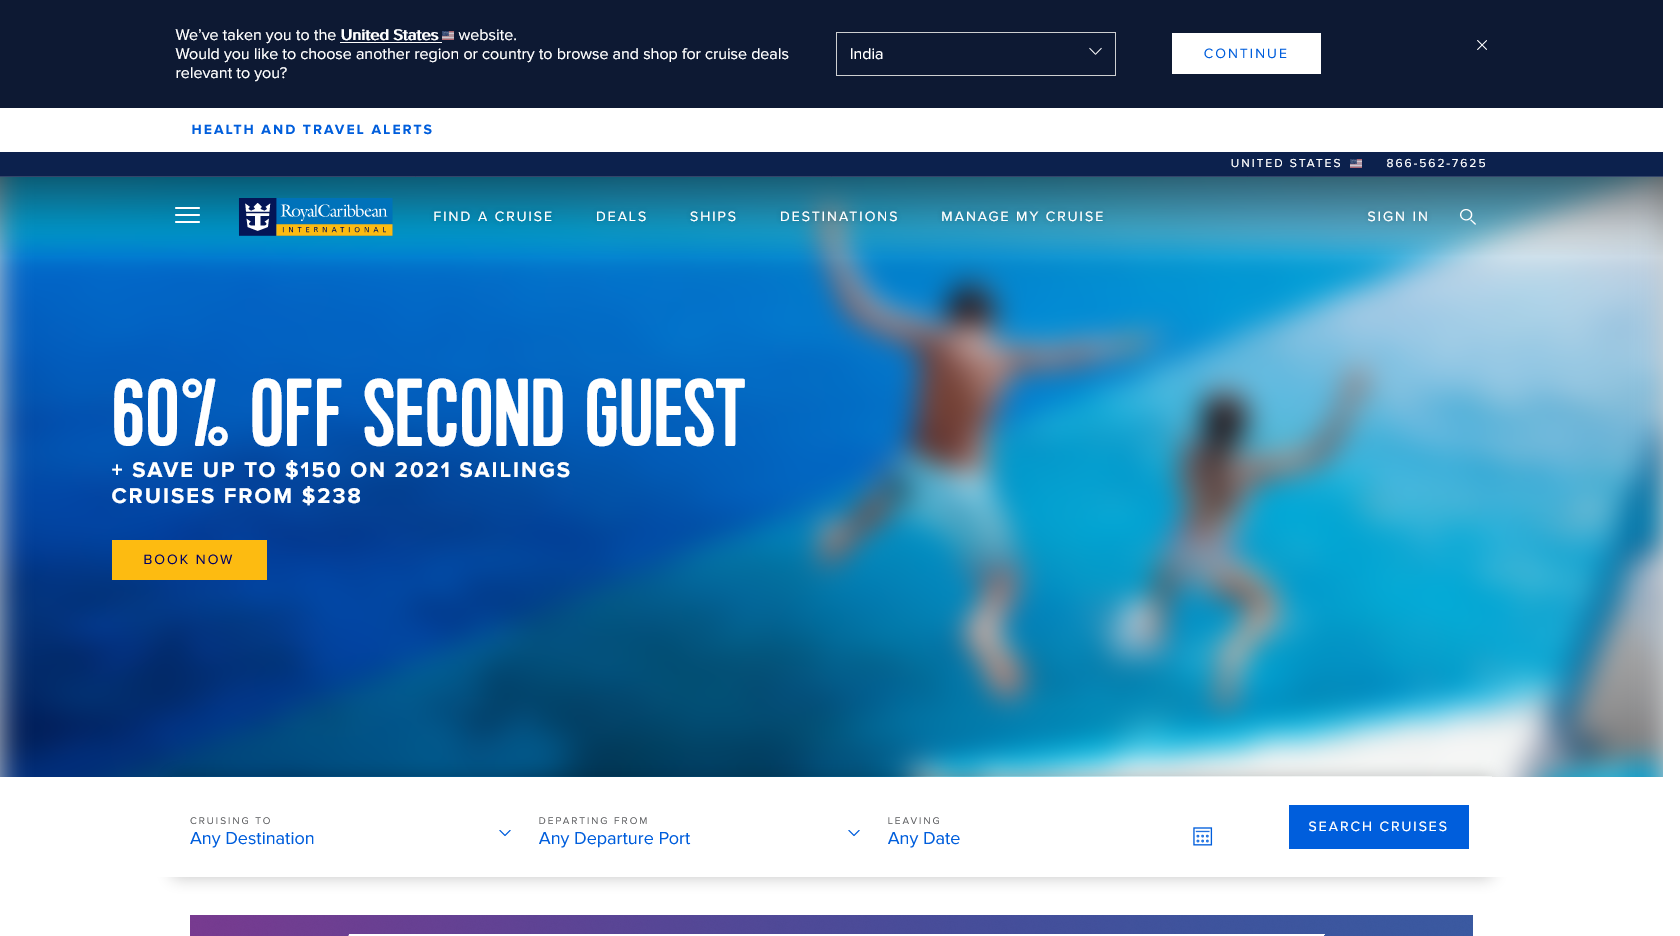 We've taken you to the United States website.
Would you like to choose another region or country to browse and shop for cruise deals
relevant to you?
India
CONTINUE
HEALTH AND TRAVEL ALERTS
UNITED STATES
866-562-7625
RoyalCaribbean
INTERNATIONAL
FIND A CRUISE
DEALS
SHIPS
DESTINATIONS
MANAGE MY CRUISE
SIGN IN
60% OFF SECOND GUEST
+ SAVE UP TO $150 ON 2021 SAILINGS
CRUISES FROM $238
BOOK NOW
CRUISING TO
Any Destination
DEPARTING FROM
Any Departure Port
LEAVING
Any Date
SEARCH CRUISES